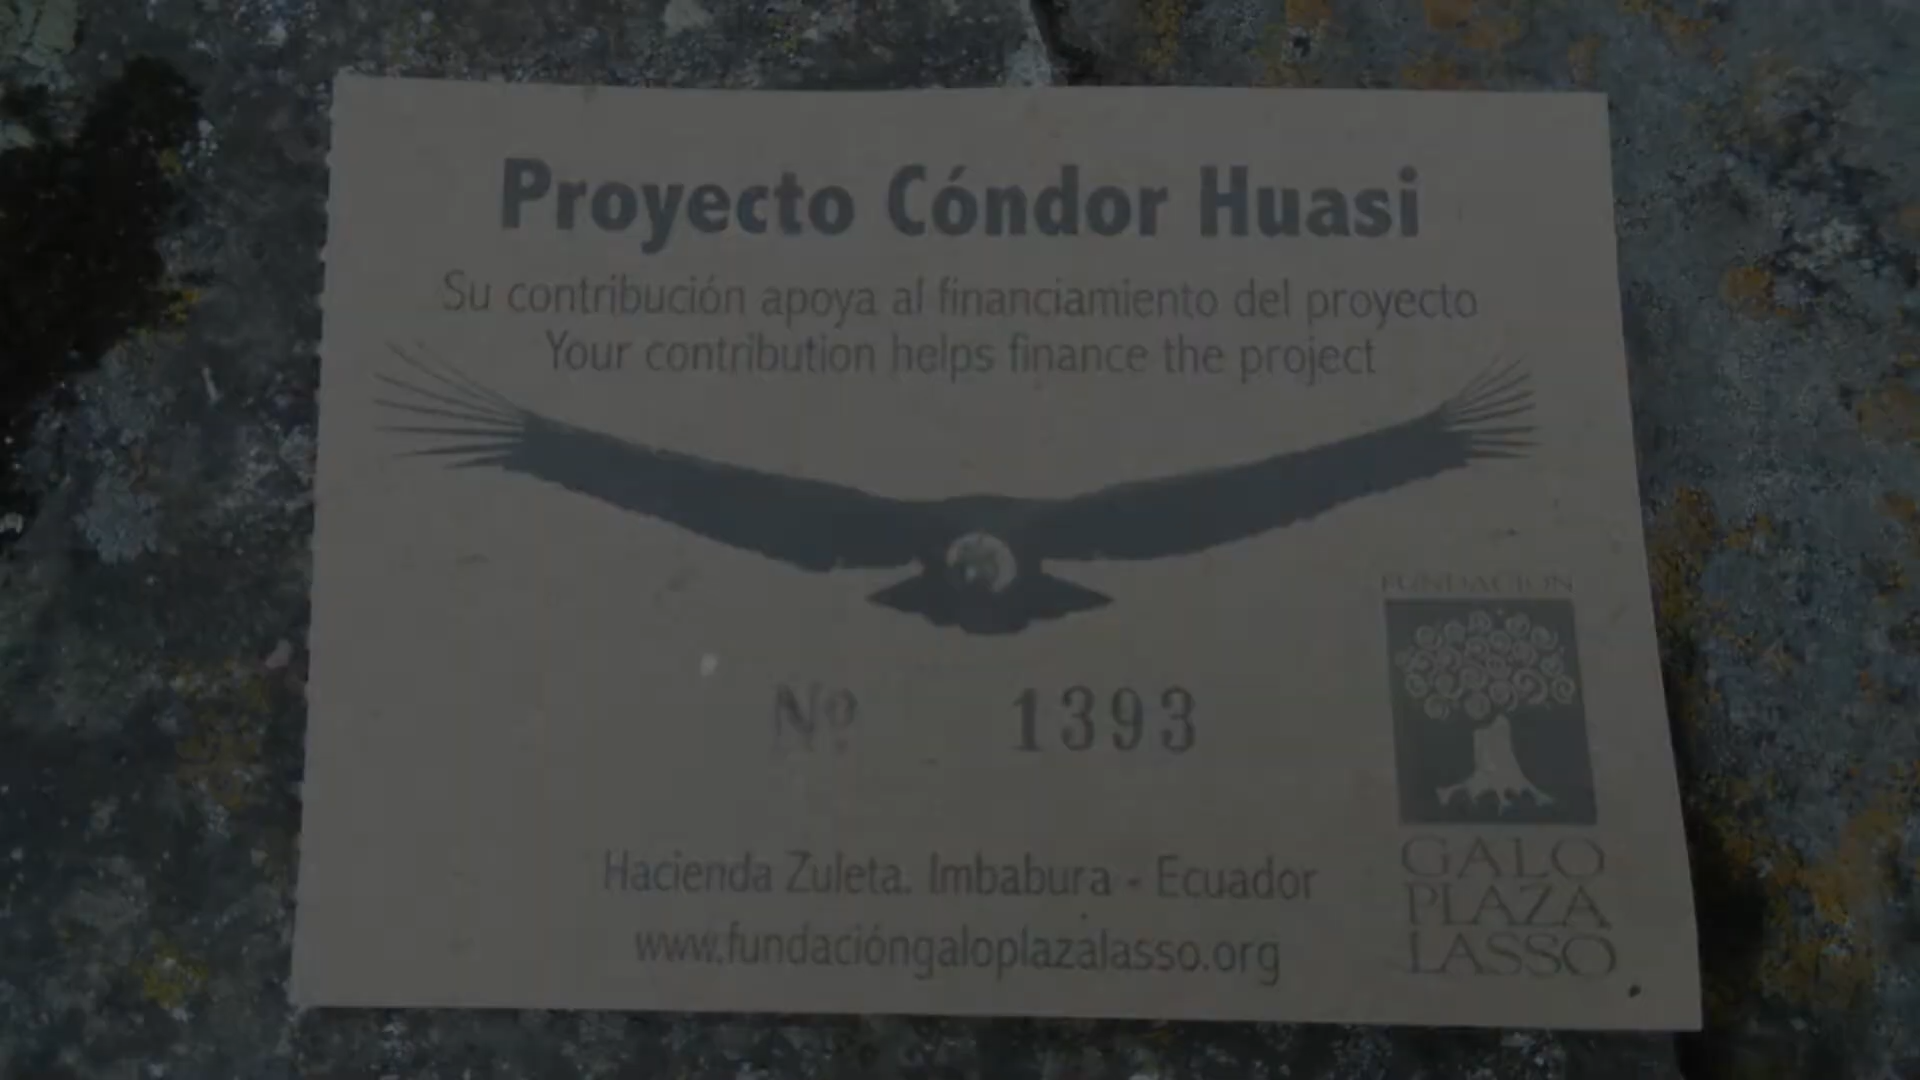 Proyecto Cóndor Huasi
Su contribución apoya al financiamiento del proyecto
Your contribution helps finance the project
Nº 1393
FUNDACION
GALO
PLAZA
LASSO
Hacienda Zuleta. Imbabura - Ecuador
www.fundacióngaloplazalasso.org